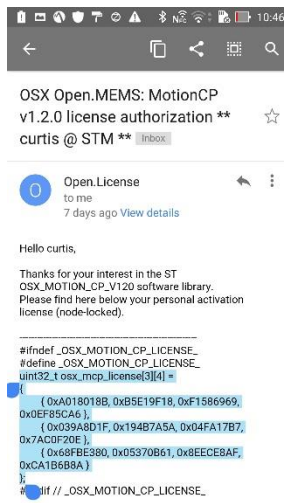 10:46
OSX Open.MEMS: MotionCP
v1.2.0 license authorization **
curtis @ STM ** Inbox
O
Open.License
to me
7 days ago View details
Hello curtis,
Thanks for your interest in the ST
OSX_MOTION_CP_V120 software library.
Please find here below your personal activation
license (node-locked).
------------------------------------------------
#ifndef _OSX_MOTION_CP_LICENSE_
#define _OSX_MOTION_CP_LICENSE_
uint32_t osx_mcp_license[3][4] =
{
{ 0xA018018B, 0xB5E19F18, 0xF1586969,
0x0EF85CA6 },
{ 0x039A8D1F, 0x194B7A5A, 0x04FA17B7,
0x7AC0F20E },
{ 0x68FBE380, 0x05370B61, 0x8EECE8AF,
0xCA1B6B8A }
};
// _OSX_MOTION_CP_LICENSE_